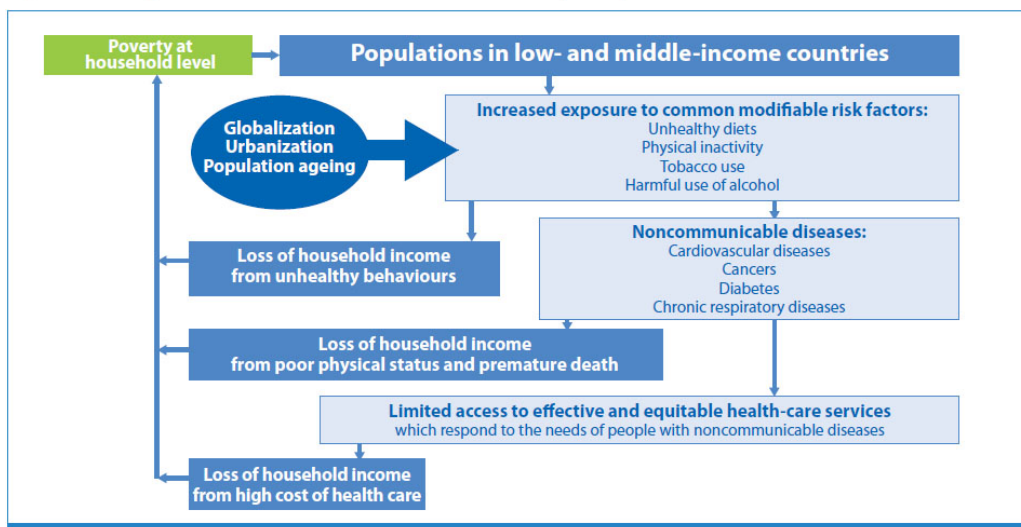 Poverty at
household level
Populations in low- and middle-income countries
Increased exposure to common modifiable risk factors:
Unhealthy diets
Physical inactivity
Tobacco use
Harmful use of alcohol
Globalization
Urbanization
Population ageing
Noncommunicable diseases:
Cardiovascular diseases
Cancers
Diabetes
Chronic respiratory diseases
Loss of household income
from unhealthy behaviours
Loss of household income
from poor physical status and premature death
Limited access to effective and equitable health-care services
which respond to the needs of people with noncommunicable diseases
Loss of household income
from high cost of health care